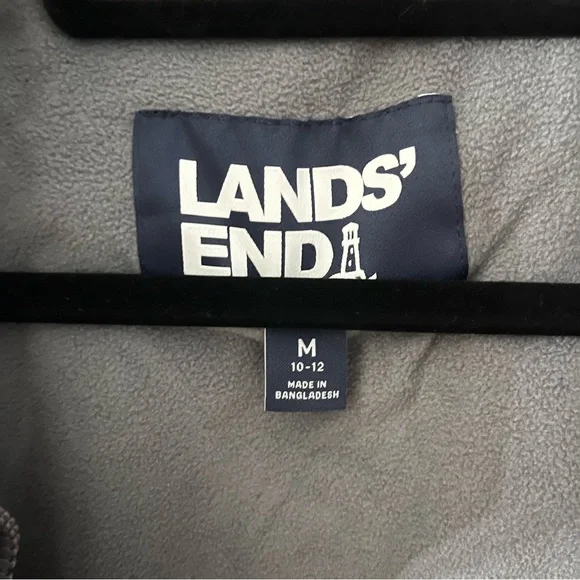 LANDS'
END
M
10-12
MADE IN
BANGLADESH